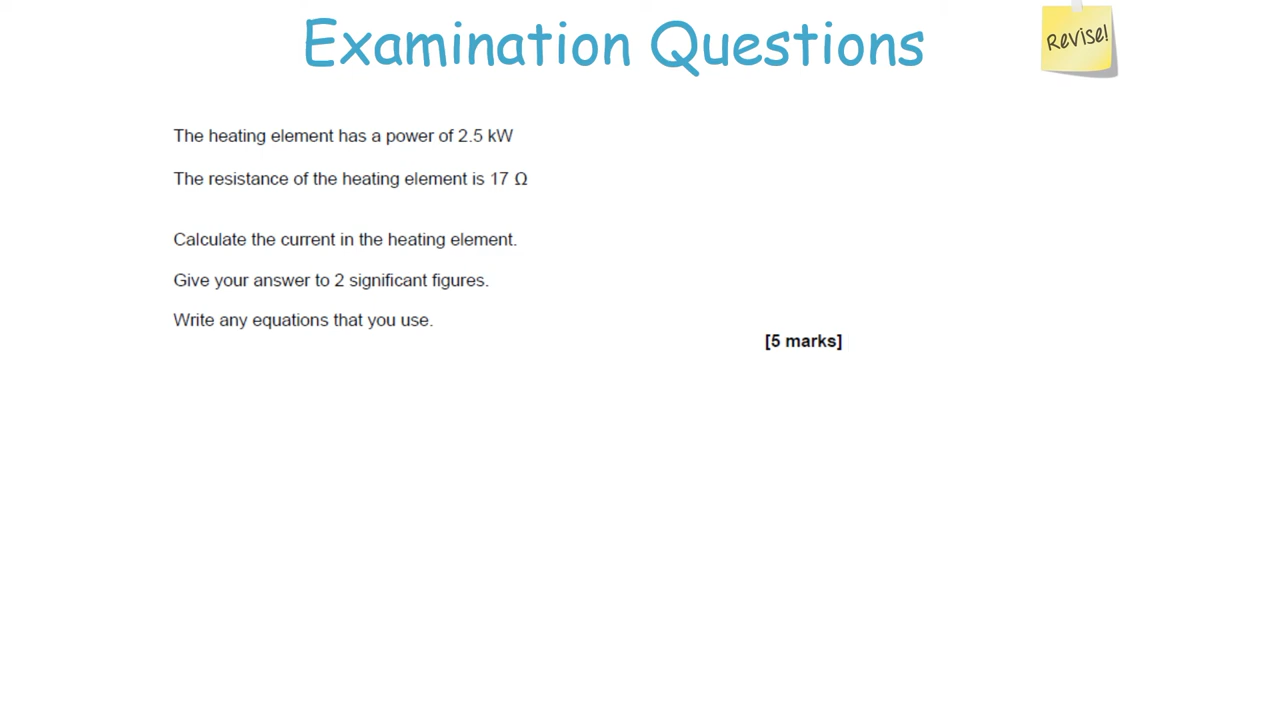 Examination Questions
Revise!
The heating element has a power of 2.5 kW
The resistance of the heating element is 17 Ω
Calculate the current in the heating element.
Give your answer to 2 significant figures.
Write any equations that you use.
[5 marks]